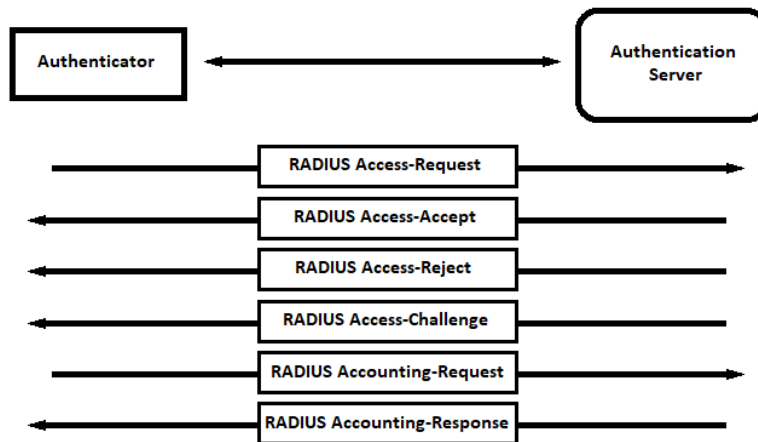 Authenticator
Authentication
Server
RADIUS Access-Request
RADIUS Access-Accept
RADIUS Access-Reject
RADIUS Access-Challenge
RADIUS Accounting-Request
RADIUS Accounting-Response